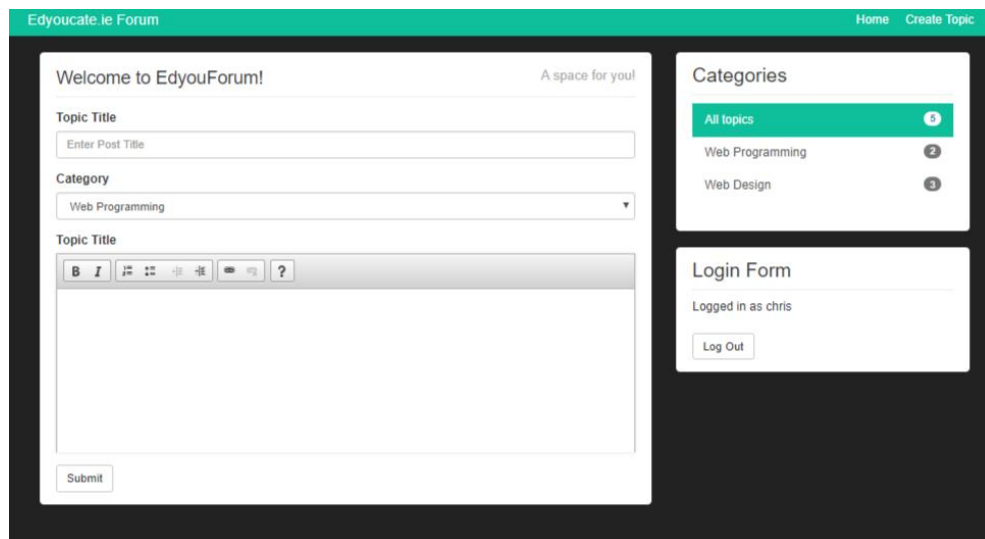 Edyoucate.ie Forum
Home Create Topic
Welcome to EdyouForum!
A space for you!
Topic Title
Enter Post Title
Category
Web Programming
Topic Title
B I ?
Submit
Categories
All topics 5
Web Programming 2
Web Design 3
Login Form
Logged in as chris
Log Out